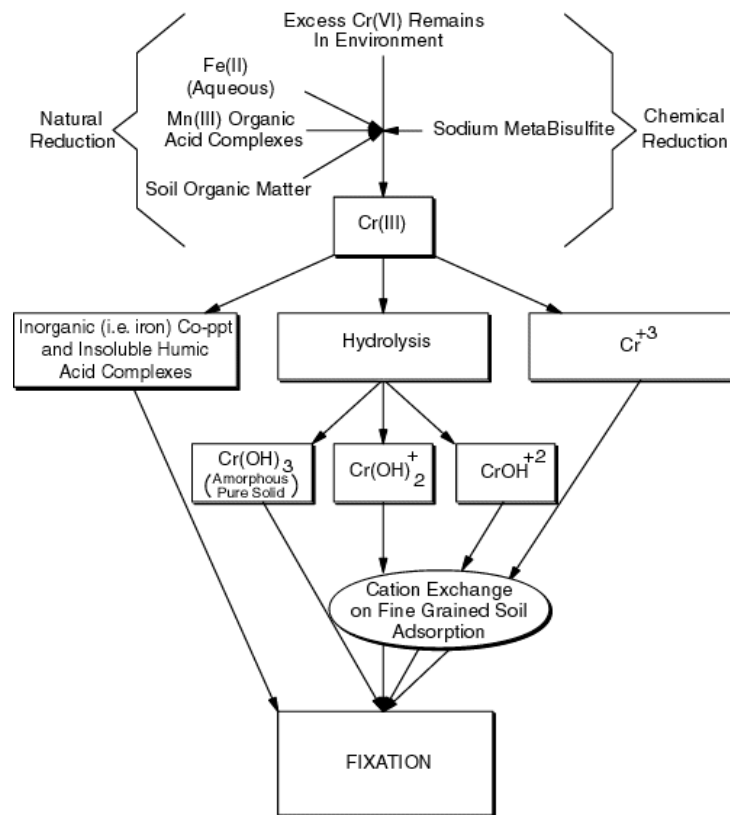 Excess Cr(VI) Remains
In Environment
Fe(II)
(Aqueous)
Natural
Reduction
Mn(III) Organic
Acid Complexes
Sodium MetaBisulfite
Chemical
Reduction
Soil Organic Matter
Cr(III)
Inorganic (i.e. iron) Co-ppt
and Insoluble Humic
Acid Complexes
Hydrolysis
Cr+3
Cr(OH)3
(Amorphous
Pure Solid)
Cr(OH)2+
CrOH+2
Cation Exchange
on Fine Grained Soil
Adsorption
FIXATION